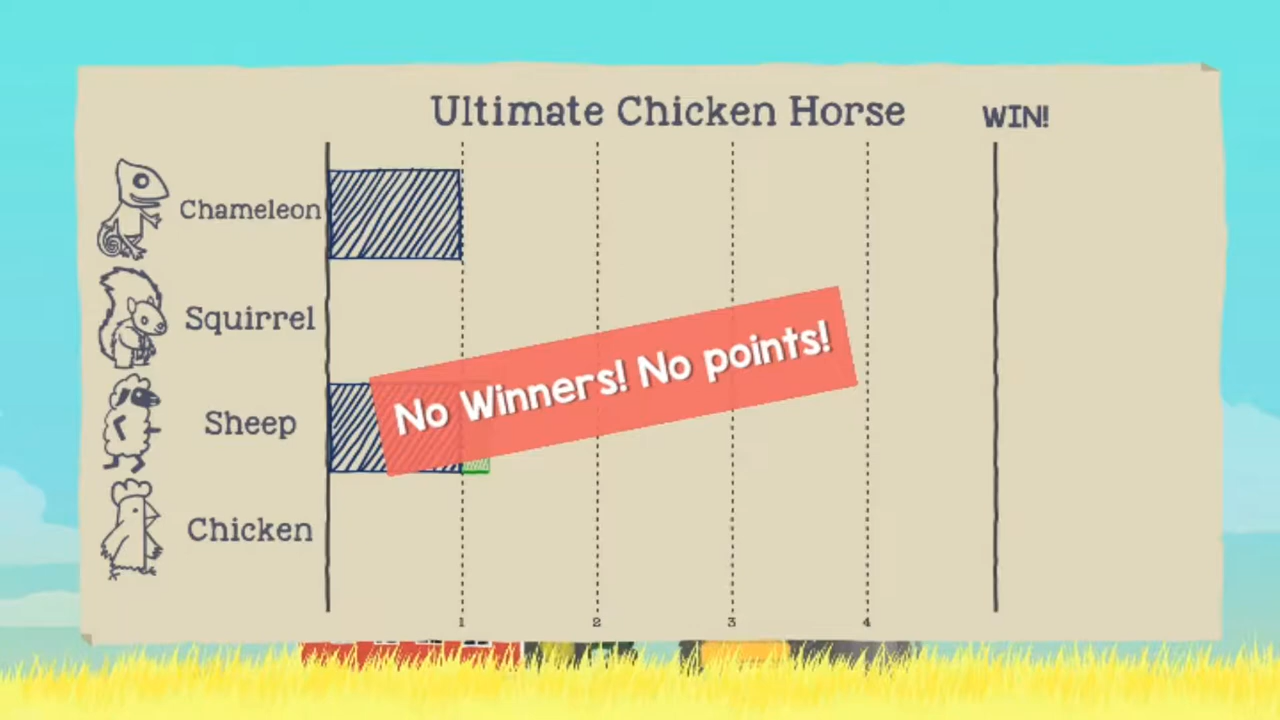 Ultimate Chicken Horse
WIN!
Chameleon
Squirrel
No Winners! No points!
Sheep
Chicken
1 2 3 4